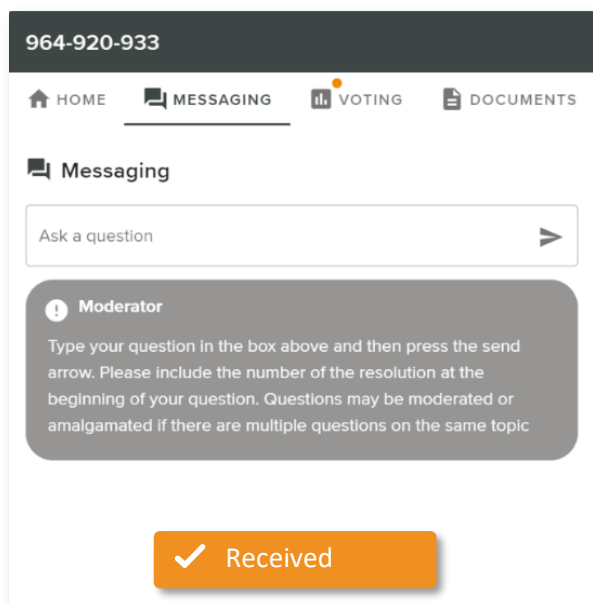 964-920-933
HOME MESSAGING VOTING DOCUMENTS
Messaging
Ask a question
Moderator
Type your question in the box above and then press the send
arrow. Please include the number of the resolution at the
beginning of your question. Questions may be moderated or
amalgamated if there are multiple questions on the same topic
Received